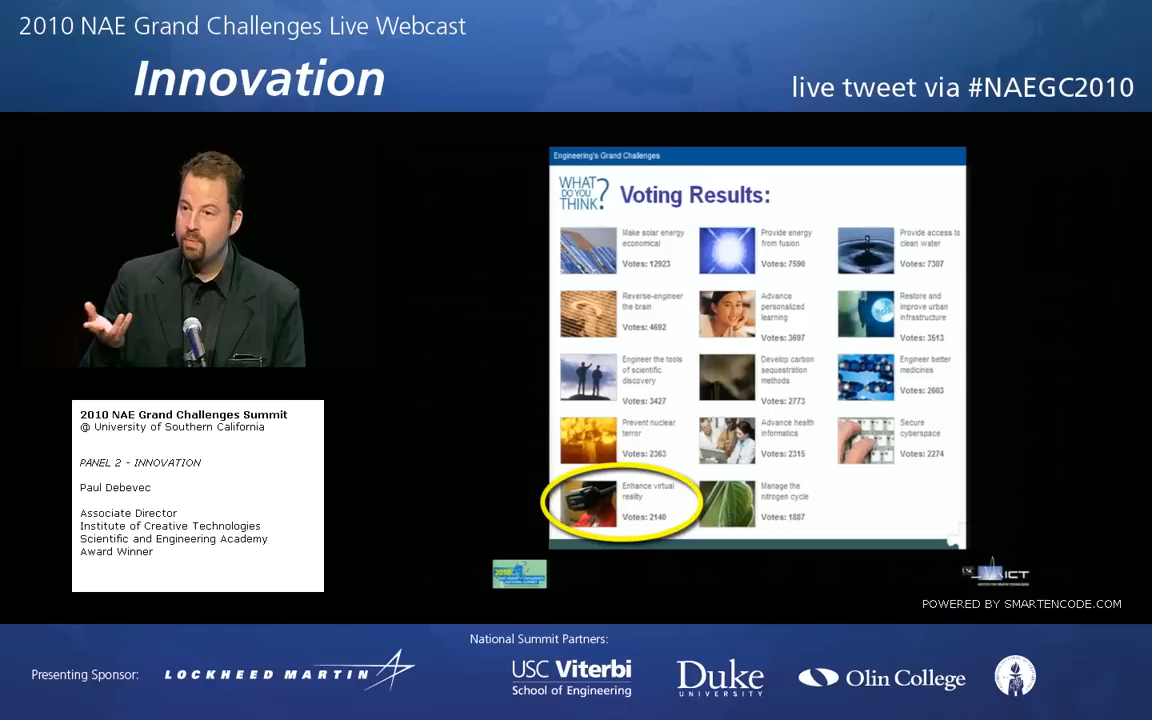 2010 NAE Grand Challenges Live Webcast
Innovation
live tweet via #NAEGC2010
Engineering's Grand Challenges
WHAT
DO YOU
THINK?
Voting Results:
Make solar energy
economical
Votes: 12923
Provide energy
from fusion
Votes: 7590
Provide access to
clean water
Votes: 7307
Reverse-engineer
the brain
Votes: 4692
Advance
personalized
learning
Votes: 3697
Restore and
improve urban
infrastructure
Votes: 3513
Engineer the tools
of scientific
discovery
Votes: 3427
Develop carbon
sequestration
methods
Votes: 2773
Engineer better
medicines
Votes: 2603
Prevent nuclear
terror
Votes: 2363
Advance health
informatics
Votes: 2315
Secure
cyberspace
Votes: 2274
Enhance virtual
reality
Votes: 2140
Manage the
nitrogen cycle
Votes: 1887
2010 NAE Grand Challenges Summit
@ University of Southern California
PANEL 2 - INNOVATION
Paul Debevec
Associate Director
Institute of Creative Technologies
Scientific and Engineering Academy
Award Winner
2010
USC
ICT
POWERED BY SMARTENCODE.COM
National Summit Partners:
Presenting Sponsor:
LOCKHEED MARTIN
USC Viterbi
School of Engineering
Duke
UNIVERSITY
Olin College